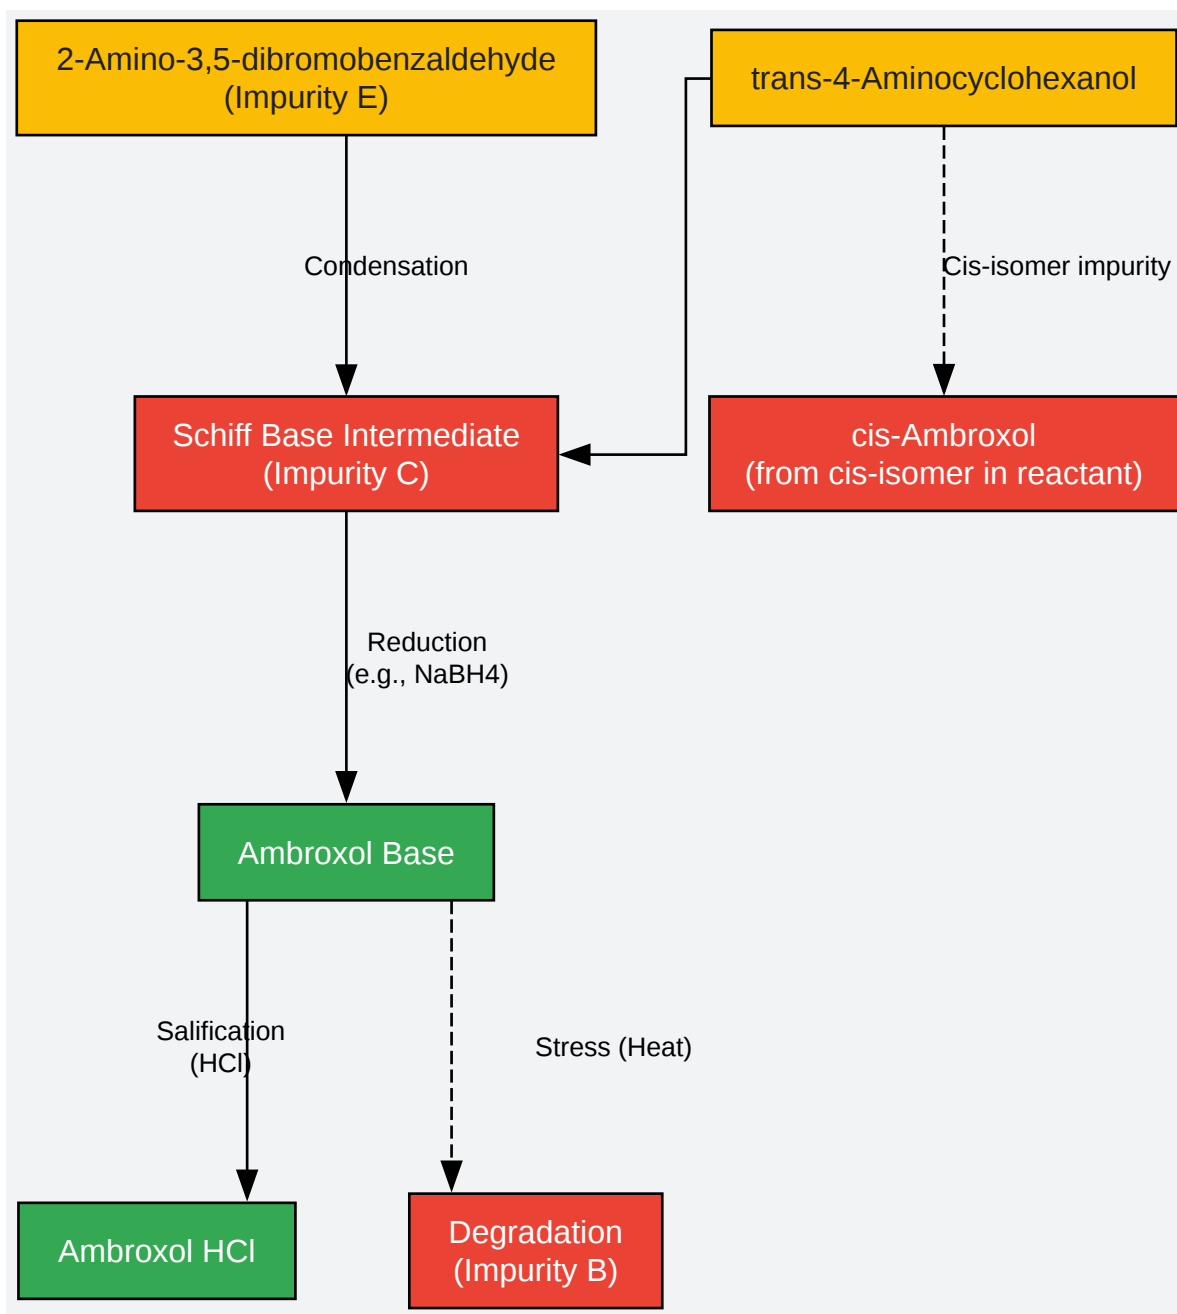 2-Amino-3,5-dibromobenzaldehyde
(Impurity E)
trans-4-Aminocyclohexanol
Condensation
Cis-isomer impurity
Schiff Base Intermediate
(Impurity C)
cis-Ambroxol
(from cis-isomer in reactant)
Reduction
(e.g., NaBH4)
Ambroxol Base
Salification
(HCl)
Stress (Heat)
Ambroxol HCl
Degradation
(Impurity B)